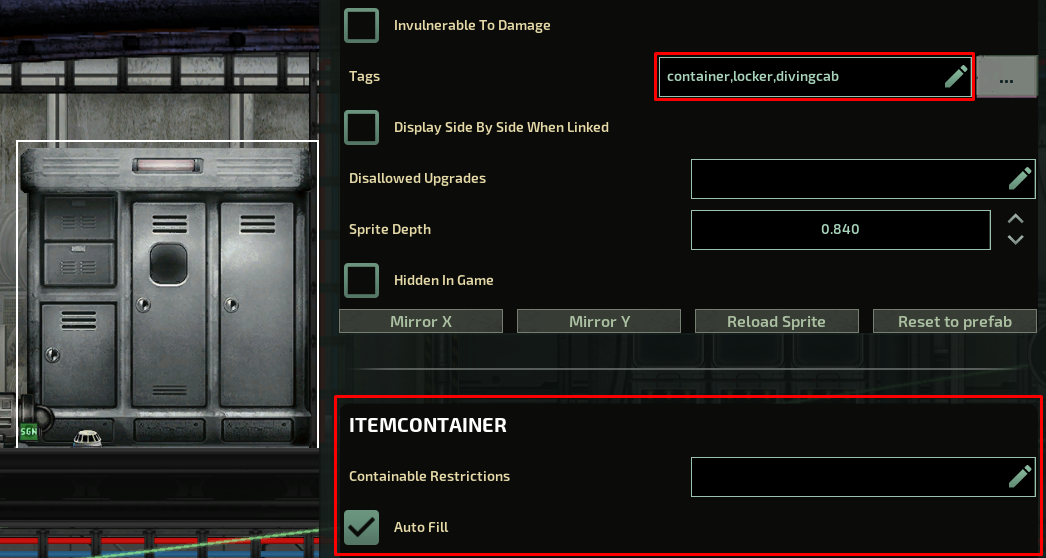 Invulnerable To Damage
Tags
container,locker,divingcab
...
Display Side By Side When Linked
Disallowed Upgrades
Sprite Depth
0.840
Hidden In Game
Mirror X
Mirror Y
Reload Sprite
Reset to prefab
SGN
ITEMCONTAINER
Containable Restrictions
Auto Fill